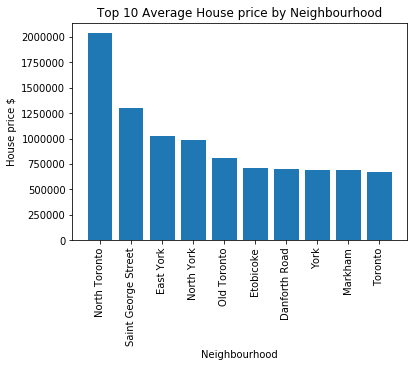 Top 10 Average House price by Neighbourhood
House price $
2000000
1750000
1500000
1250000
1000000
750000
500000
250000
0
North Toronto
Saint George Street
East York
North York
Old Toronto
Etobicoke
Danforth Road
York
Markham
Toronto
Neighbourhood